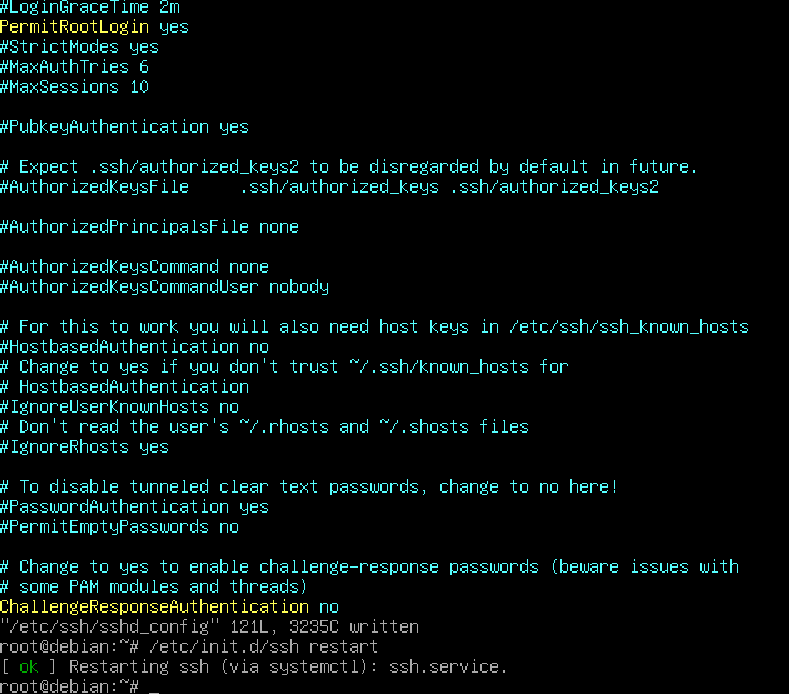 #LoginGraceTime 2m
PermitRootLogin yes
#StrictModes yes
#MaxAuthTries 6
#MaxSessions 10
#PubkeyAuthentication yes
# Expect .ssh/authorized_keys2 to be disregarded by default in future.
#AuthorizedKeysFile     .ssh/authorized_keys .ssh/authorized_keys2
#AuthorizedPrincipalsFile none
#AuthorizedKeysCommand none
#AuthorizedKeysCommandUser nobody
# For this to work you will also need host keys in /etc/ssh/ssh_known_hosts
#HostbasedAuthentication no
# Change to yes if you don't trust ~/.ssh/known_hosts for
# HostbasedAuthentication
#IgnoreUserKnownHosts no
# Don't read the user's ~/.rhosts and ~/.shosts files
#IgnoreRhosts yes
# To disable tunneled clear text passwords, change to no here!
#PasswordAuthentication yes
#PermitEmptyPasswords no
# Change to yes to enable challenge-response passwords (beware issues with
# some PAM modules and threads)
ChallengeResponseAuthentication no
"/etc/ssh/sshd_config" 121L, 3235C written
root@debian:~# /etc/init.d/ssh restart
[ ok ] Restarting ssh (via systemctl): ssh.service.
root@debian:~# _